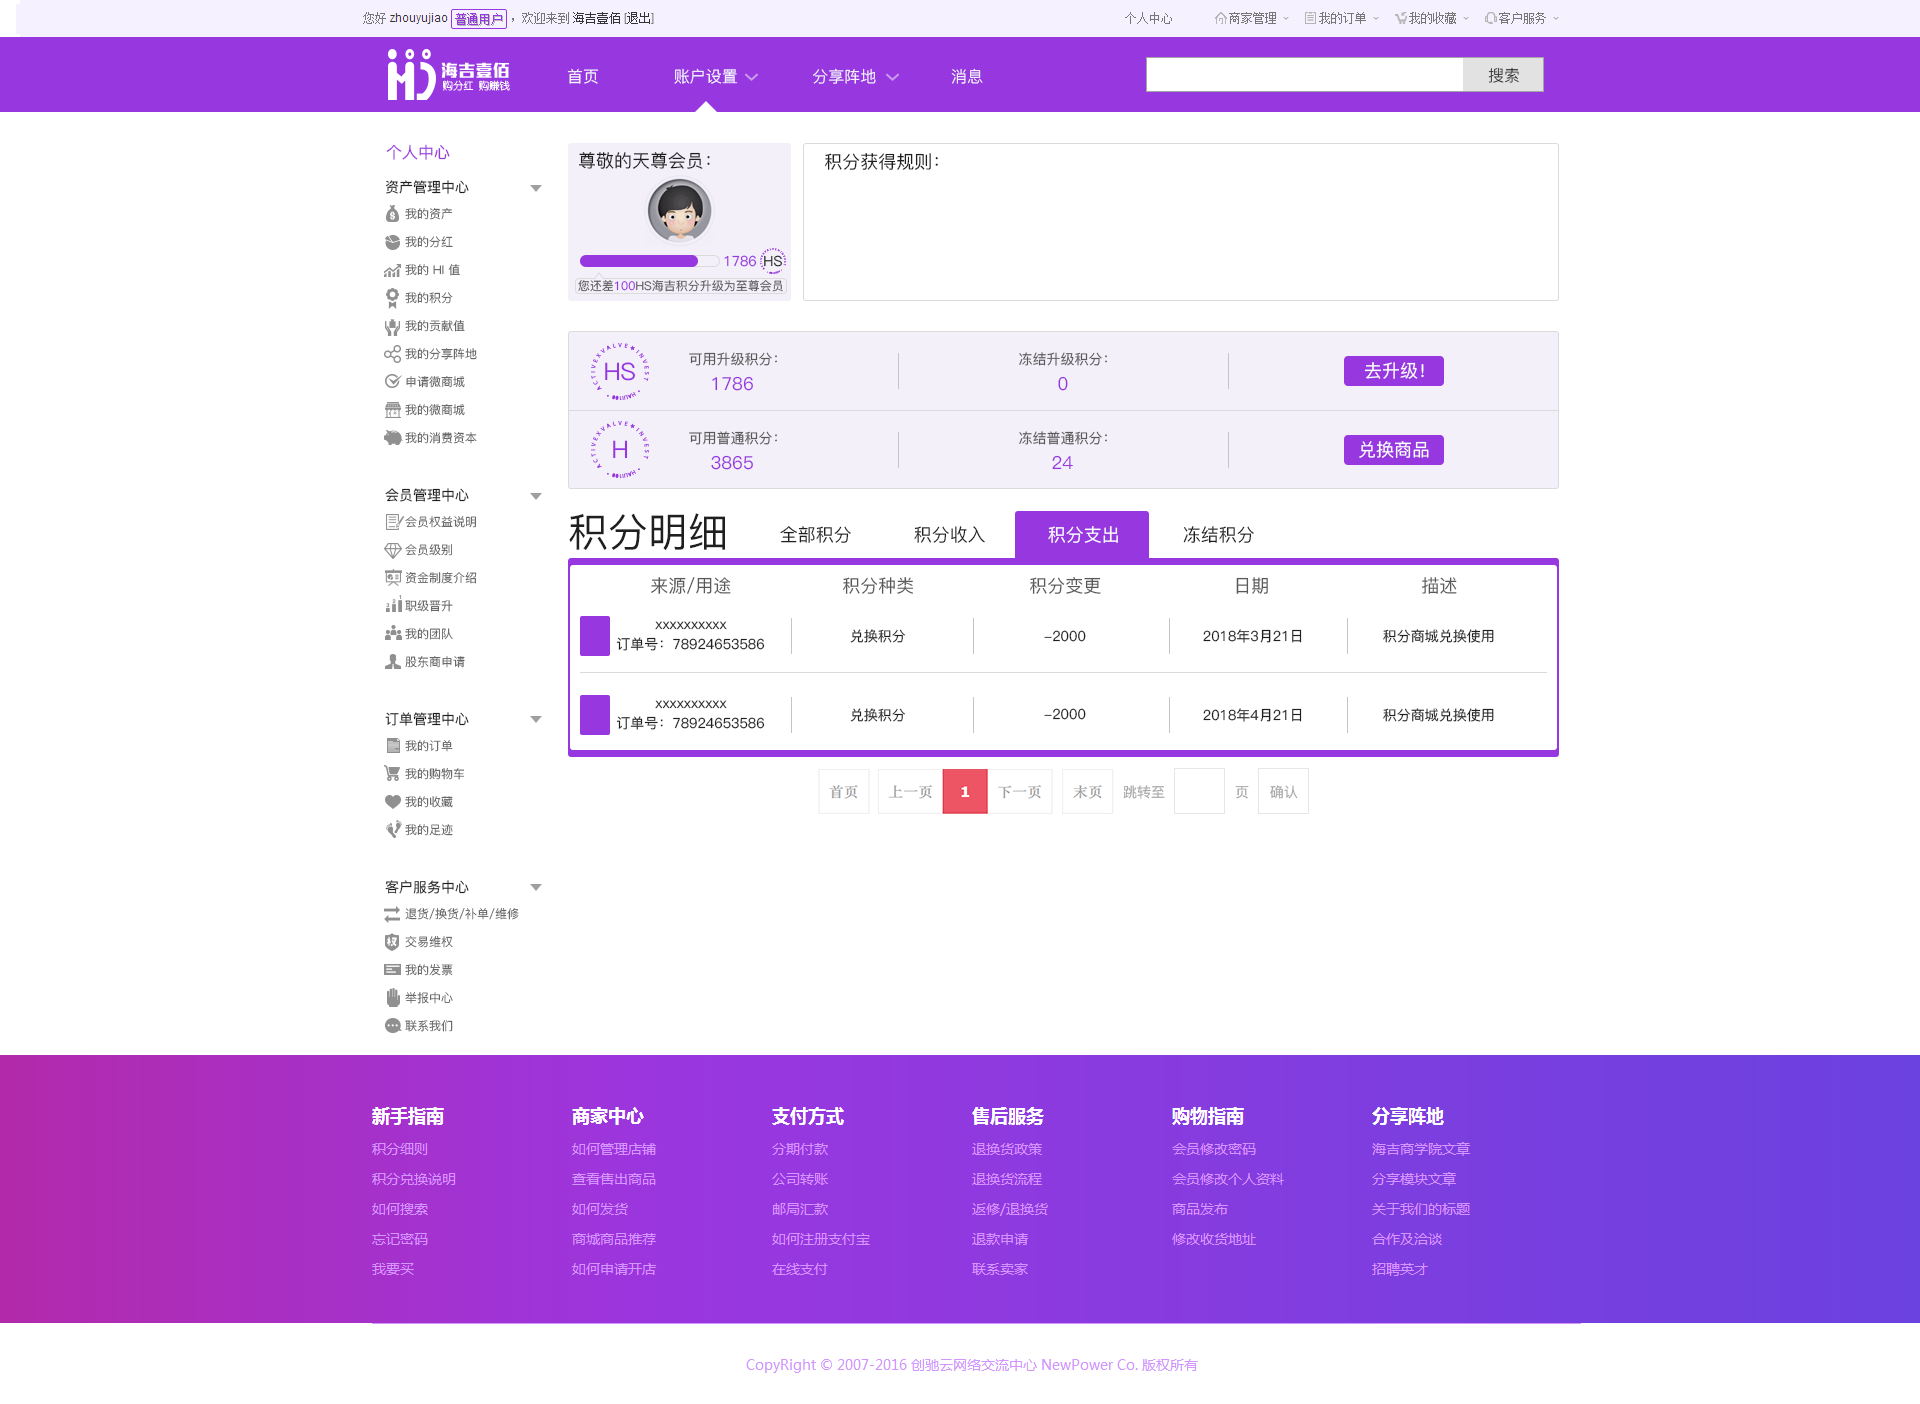 您好 zhouyujiao 普通用户 ，欢迎来到 海吉壹佰 [退出]
个人中心 商家管理 我的订单 我的收藏 客户服务
海吉壹佰
购分红 购赚钱
首页 账户设置 分享阵地 消息 搜索
个人中心
资产管理中心
我的资产
我的分红
我的 HI 值
我的积分
我的贡献值
我的分享阵地
申请微商城
我的微商城
我的消费资本
会员管理中心
会员权益说明
会员级别
资金制度介绍
职级晋升
我的团队
股东商申请
订单管理中心
我的订单
我的购物车
我的收藏
我的足迹
客户服务中心
退货/换货/补单/维修
交易维权
我的发票
举报中心
联系我们
尊敬的天尊会员：
1786 HS
您还差100HS海吉积分升级为至尊会员
积分获得规则：
HS
ACTIVEXVALVE★INVEST
可用升级积分：
1786
冻结升级积分：
0
去升级！
H
ACTIVEXVALVE★INVEST
可用普通积分：
3865
冻结普通积分：
24
兑换商品
积分明细 全部积分 积分收入 积分支出 冻结积分
来源/用途 积分种类 积分变更 日期 描述
xxxxxxxxxx
订单号：78924653586 兑换积分 -2000 2018年3月21日 积分商城兑换使用
xxxxxxxxxx
订单号：78924653586 兑换积分 -2000 2018年4月21日 积分商城兑换使用
首页 上一页 1 下一页 末页 跳转至 页 确认
新手指南
积分细则
积分兑换说明
如何搜索
忘记密码
我要买
商家中心
如何管理店铺
查看售出商品
如何发货
商城商品推荐
如何申请开店
支付方式
分期付款
公司转账
邮局汇款
如何注册支付宝
在线支付
售后服务
退换货政策
退换货流程
返修/退换货
退款申请
联系卖家
购物指南
会员修改密码
会员修改个人资料
商品发布
修改收货地址
分享阵地
海吉商学院文章
分享模块文章
关于我们的标题
合作及洽谈
招聘英才
CopyRight © 2007-2016 创驰云网络交流中心 NewPower Co. 版权所有